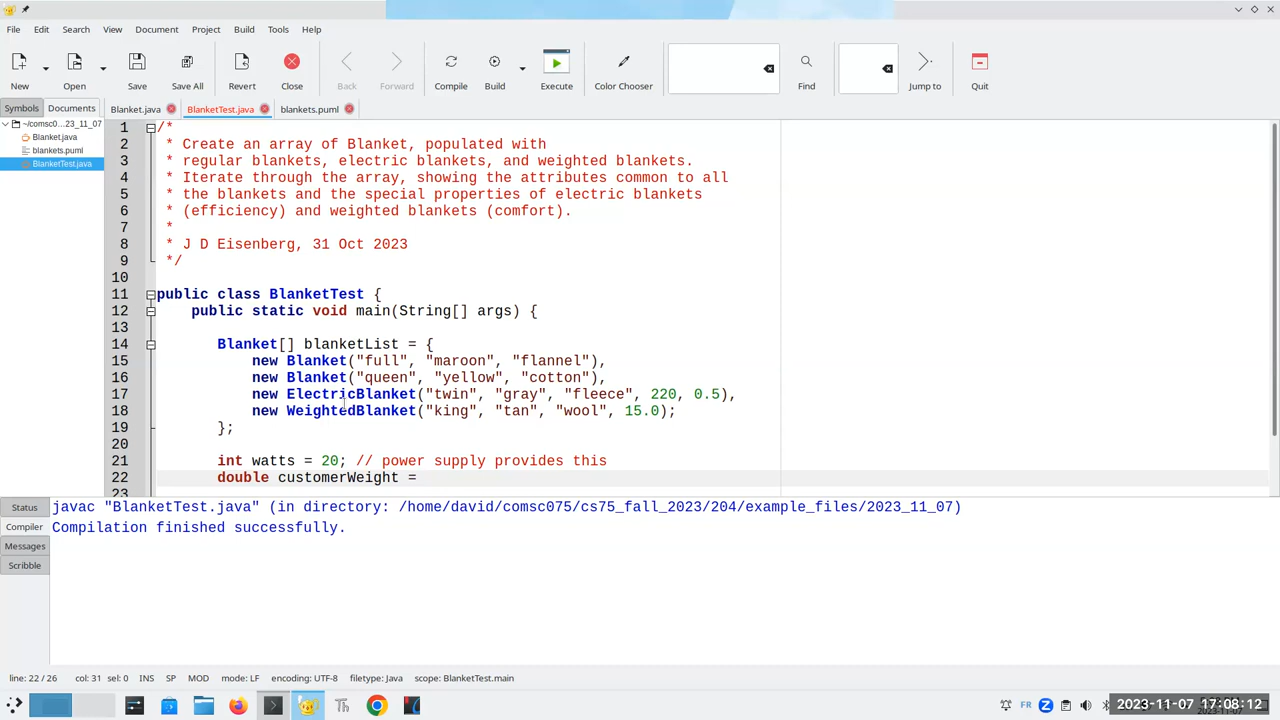 File Edit Search View Document Project Build Tools Help
New Open Save Save All Revert Close Back Forward Compile Build Execute Color Chooser Find Jump to Quit
Symbols Documents Blanket.java BlanketTest.java blankets.puml
~/comsc0…23_11_07
Blanket.java
blankets.puml
BlanketTest.java
1 /*
2 * Create an array of Blanket, populated with
3 * regular blankets, electric blankets, and weighted blankets.
4 * Iterate through the array, showing the attributes common to all
5 * the blankets and the special properties of electric blankets
6 * (efficiency) and weighted blankets (comfort).
7 *
8 * J D Eisenberg, 31 Oct 2023
9 */
10
11 public class BlanketTest {
12 public static void main(String[] args) {
13
14 Blanket[] blanketList = {
15 new Blanket("full", "maroon", "flannel"),
16 new Blanket("queen", "yellow", "cotton"),
17 new ElectricBlanket("twin", "gray", "fleece", 220, 0.5),
18 new WeightedBlanket("king", "tan", "wool", 15.0);
19 };
20
21 int watts = 20; // power supply provides this
22 double customerWeight =
23
Status
Compiler
Messages
Scribble
javac "BlanketTest.java" (in directory: /home/david/comsc075/cs75_fall_2023/204/example_files/2023_11_07)
Compilation finished successfully.
line: 22 / 26 col: 31 sel: 0 INS SP MOD mode: LF encoding: UTF-8 filetype: Java scope: BlanketTest.main
FR 2023-11-07 17:08:12